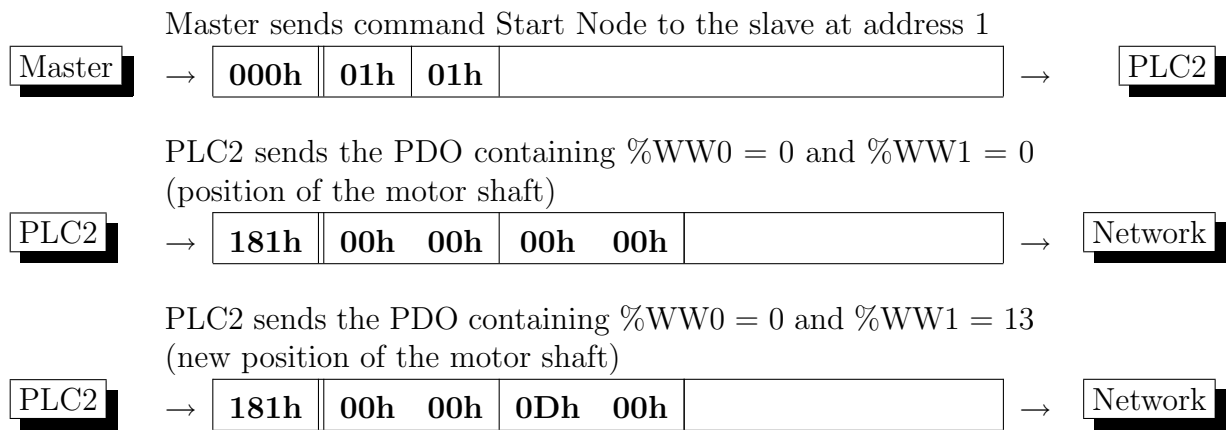 Master sends command Start Node to the slave at address 1
Master → 000h 01h 01h → PLC2
PLC2 sends the PDO containing %WW0 = 0 and %WW1 = 0
(position of the motor shaft)
PLC2 → 181h 00h 00h 00h 00h → Network
PLC2 sends the PDO containing %WW0 = 0 and %WW1 = 13
(new position of the motor shaft)
PLC2 → 181h 00h 00h 0Dh 00h → Network